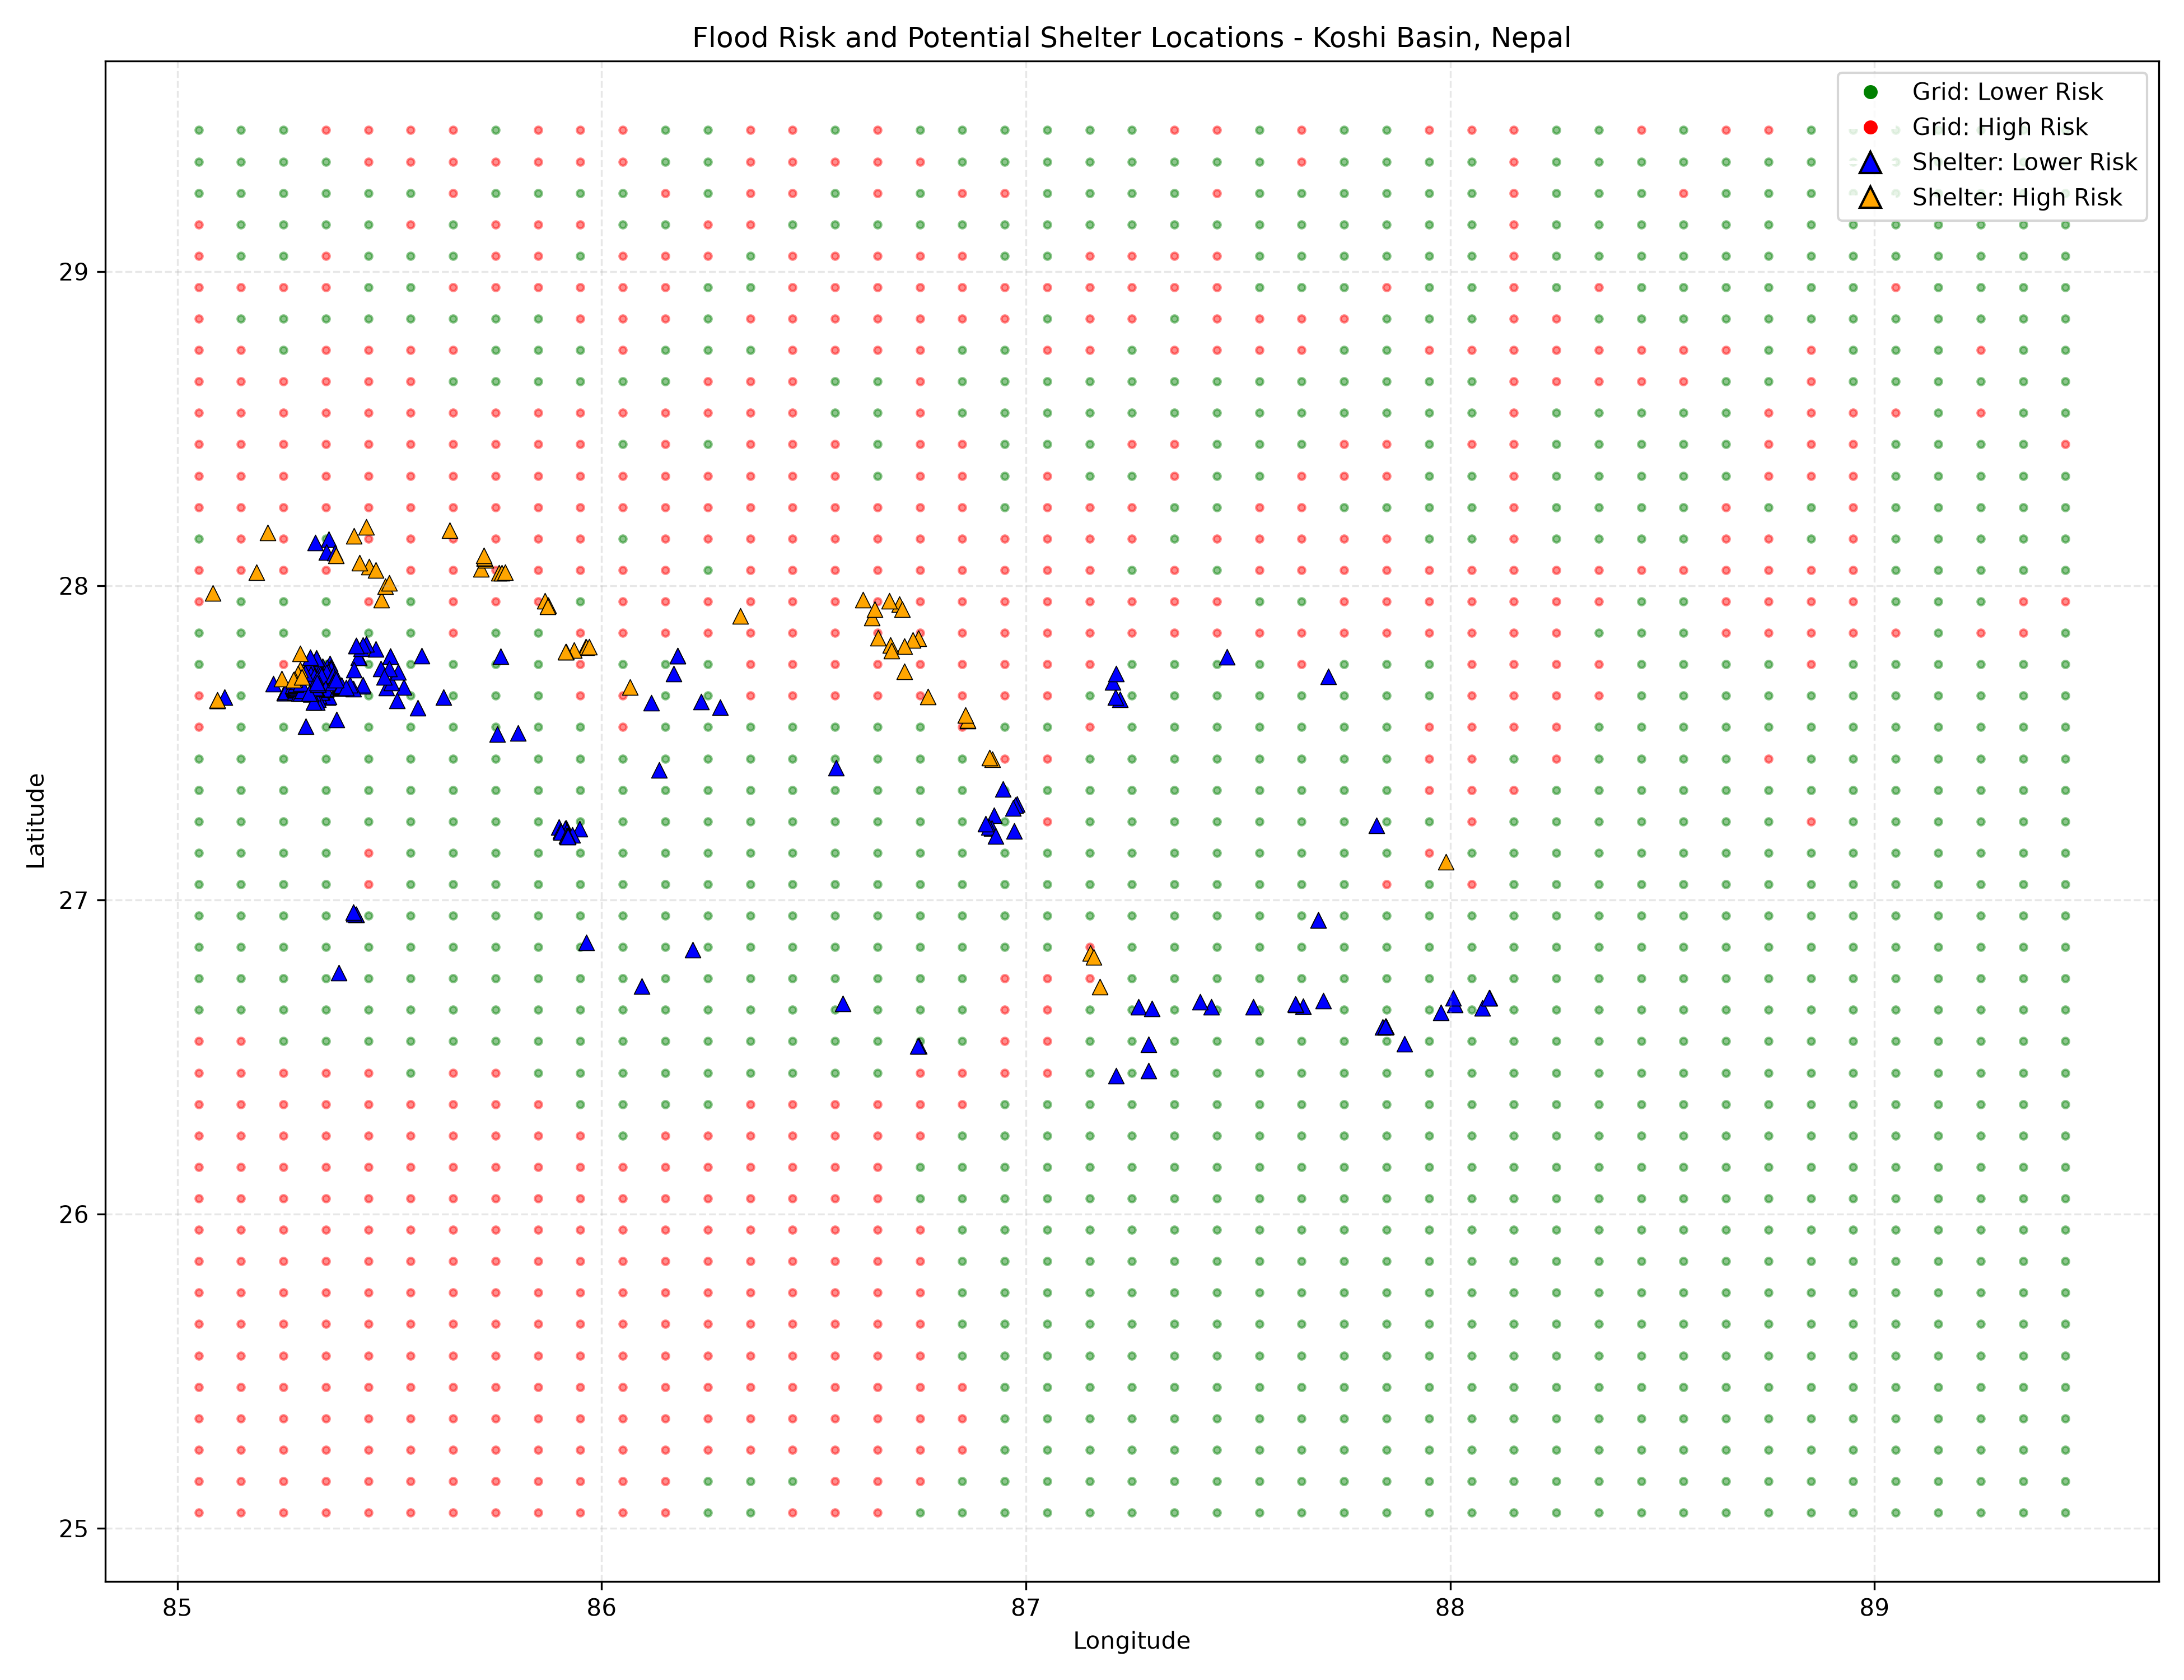 Flood Risk and Potential Shelter Locations - Koshi Basin, Nepal
Grid: Lower Risk
Grid: High Risk
Shelter: Lower Risk
Shelter: High Risk
29
28
27
26
25
Latitude
85 86 87 88 89
Longitude